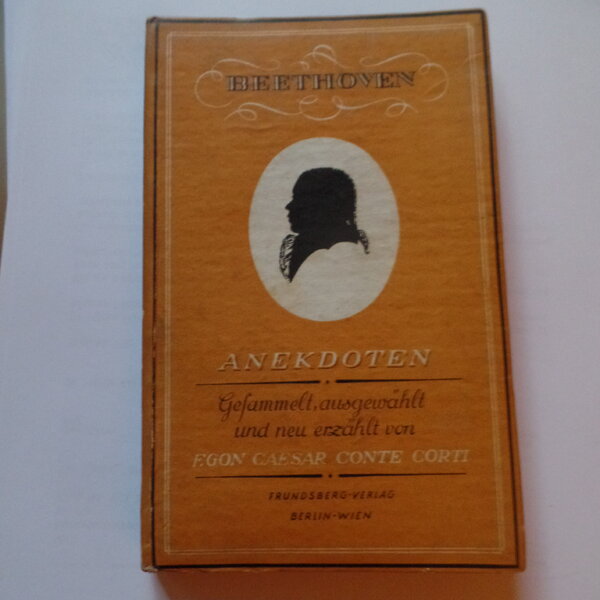 BEETHOVEN
ANEKDOTEN
Gesammelt, ausgewählt
und neu erzählt von
EGON CAESAR CONTE CORTI
FRUNDSBERG-VERLAG
BERLIN-WIEN